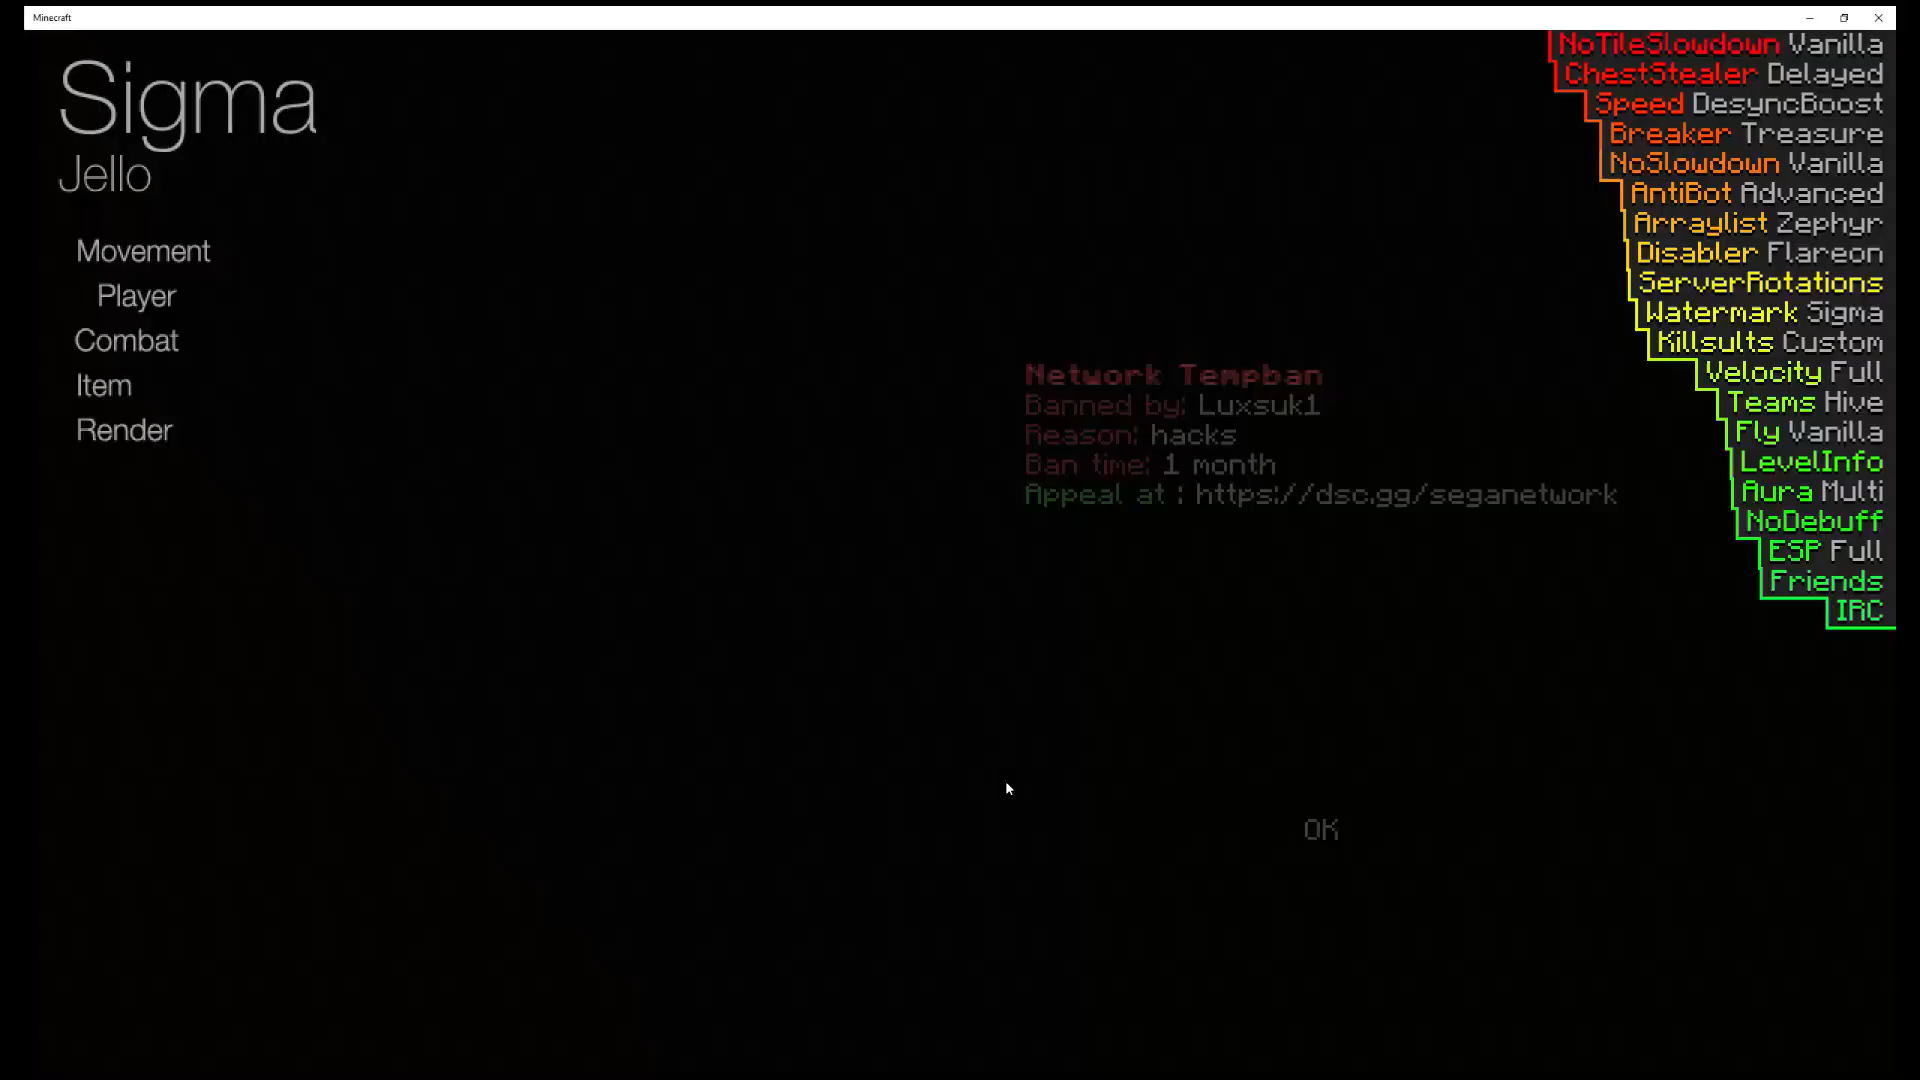 Minecraft
Sigma
Jello
Movement
Player
Combat
Item
Render
Network Tempban
Banned by: Luxsuk1
Reason: hacks
Ban time: 1 month
Appeal at : https://dsc.gg/seganetwork
OK
NoTileSlowdown Vanilla
ChestStealer Delayed
Speed DesyncBoost
Breaker Treasure
NoSlowdown Vanilla
AntiBot Advanced
Arraylist Zephyr
Disabler Flareon
ServerRotations
Watermark Sigma
Killsults Custom
Velocity Full
Teams Hive
Fly Vanilla
LevelInfo
Aura Multi
NoDebuff
ESP Full
Friends
IRC